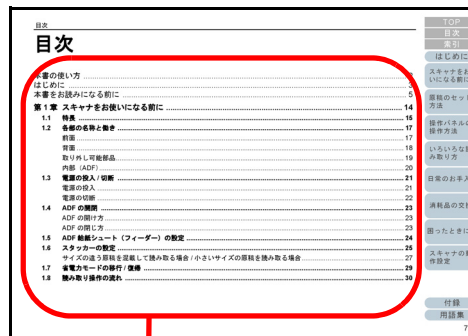 目次
目次
本書の使い方 ........ 2
はじめに ........ 3
本書をお読みになる前に ........ 5
第1章 スキャナをお使いになる前に ........ 14
1.1 特長 ........ 15
1.2 各部の名称と働き ........ 17
前面 ........ 17
背面 ........ 18
取り外し可能部品 ........ 19
内部（ADF） ........ 20
1.3 電源の投入 / 切断 ........ 21
電源の投入 ........ 21
電源の切断 ........ 22
1.4 ADF の開閉 ........ 23
ADF の開け方 ........ 23
ADF の閉じ方 ........ 23
1.5 ADF 給紙シュート（フィーダー）の設定 ........ 24
1.6 スタッカーの設定 ........ 25
サイズの違う原稿を混載して読み取る場合 / 小さいサイズの原稿を読み取る場合 ........ 27
1.7 省電力モードの移行 / 復帰 ........ 29
1.8 読み取り操作の流れ ........ 30
TOP
目次
索引
はじめに
スキャナをお
いになる前に
原稿のセッ
方法
操作パネルの
操作方法
いろいろな
み取り方
日常のお手入
消耗品の交
困ったときに
スキャナの
作設定
付録
用語集
7